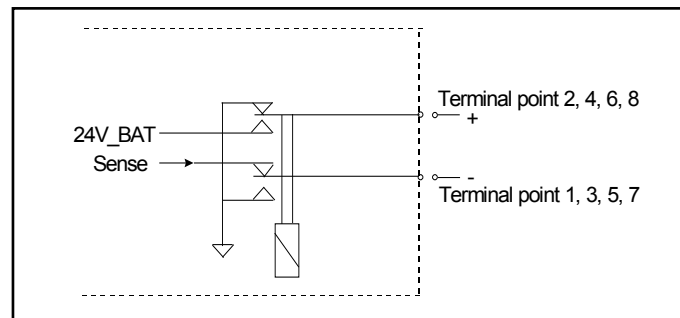 Terminal point 2, 4, 6, 8
+
24V_BAT
Sense
-
Terminal point 1, 3, 5, 7